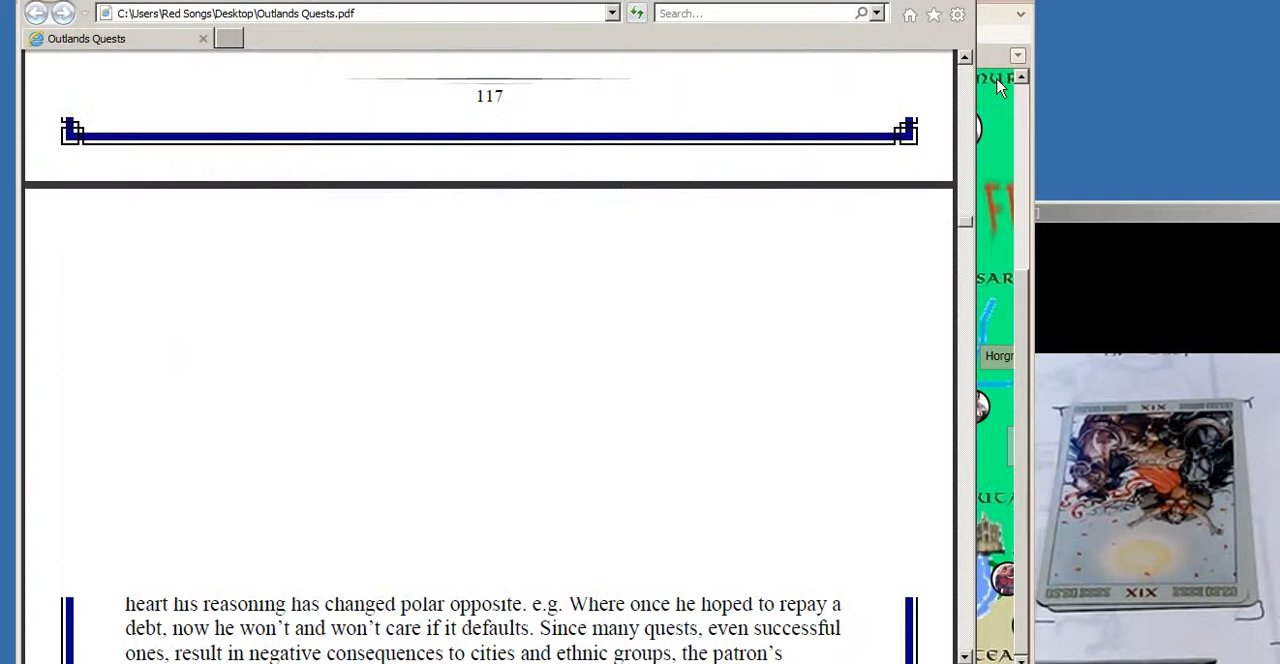 C:\Users\Red Songs\Desktop\Outlands Quests.pdf
Search...
Outlands Quests
117
heart his reasoning has changed polar opposite. e.g. Where once he hoped to repay a
debt, now he won't and won't care if it defaults. Since many quests, even successful
ones, result in negative consequences to cities and ethnic groups, the patron's
Horgr
XIX
XIX